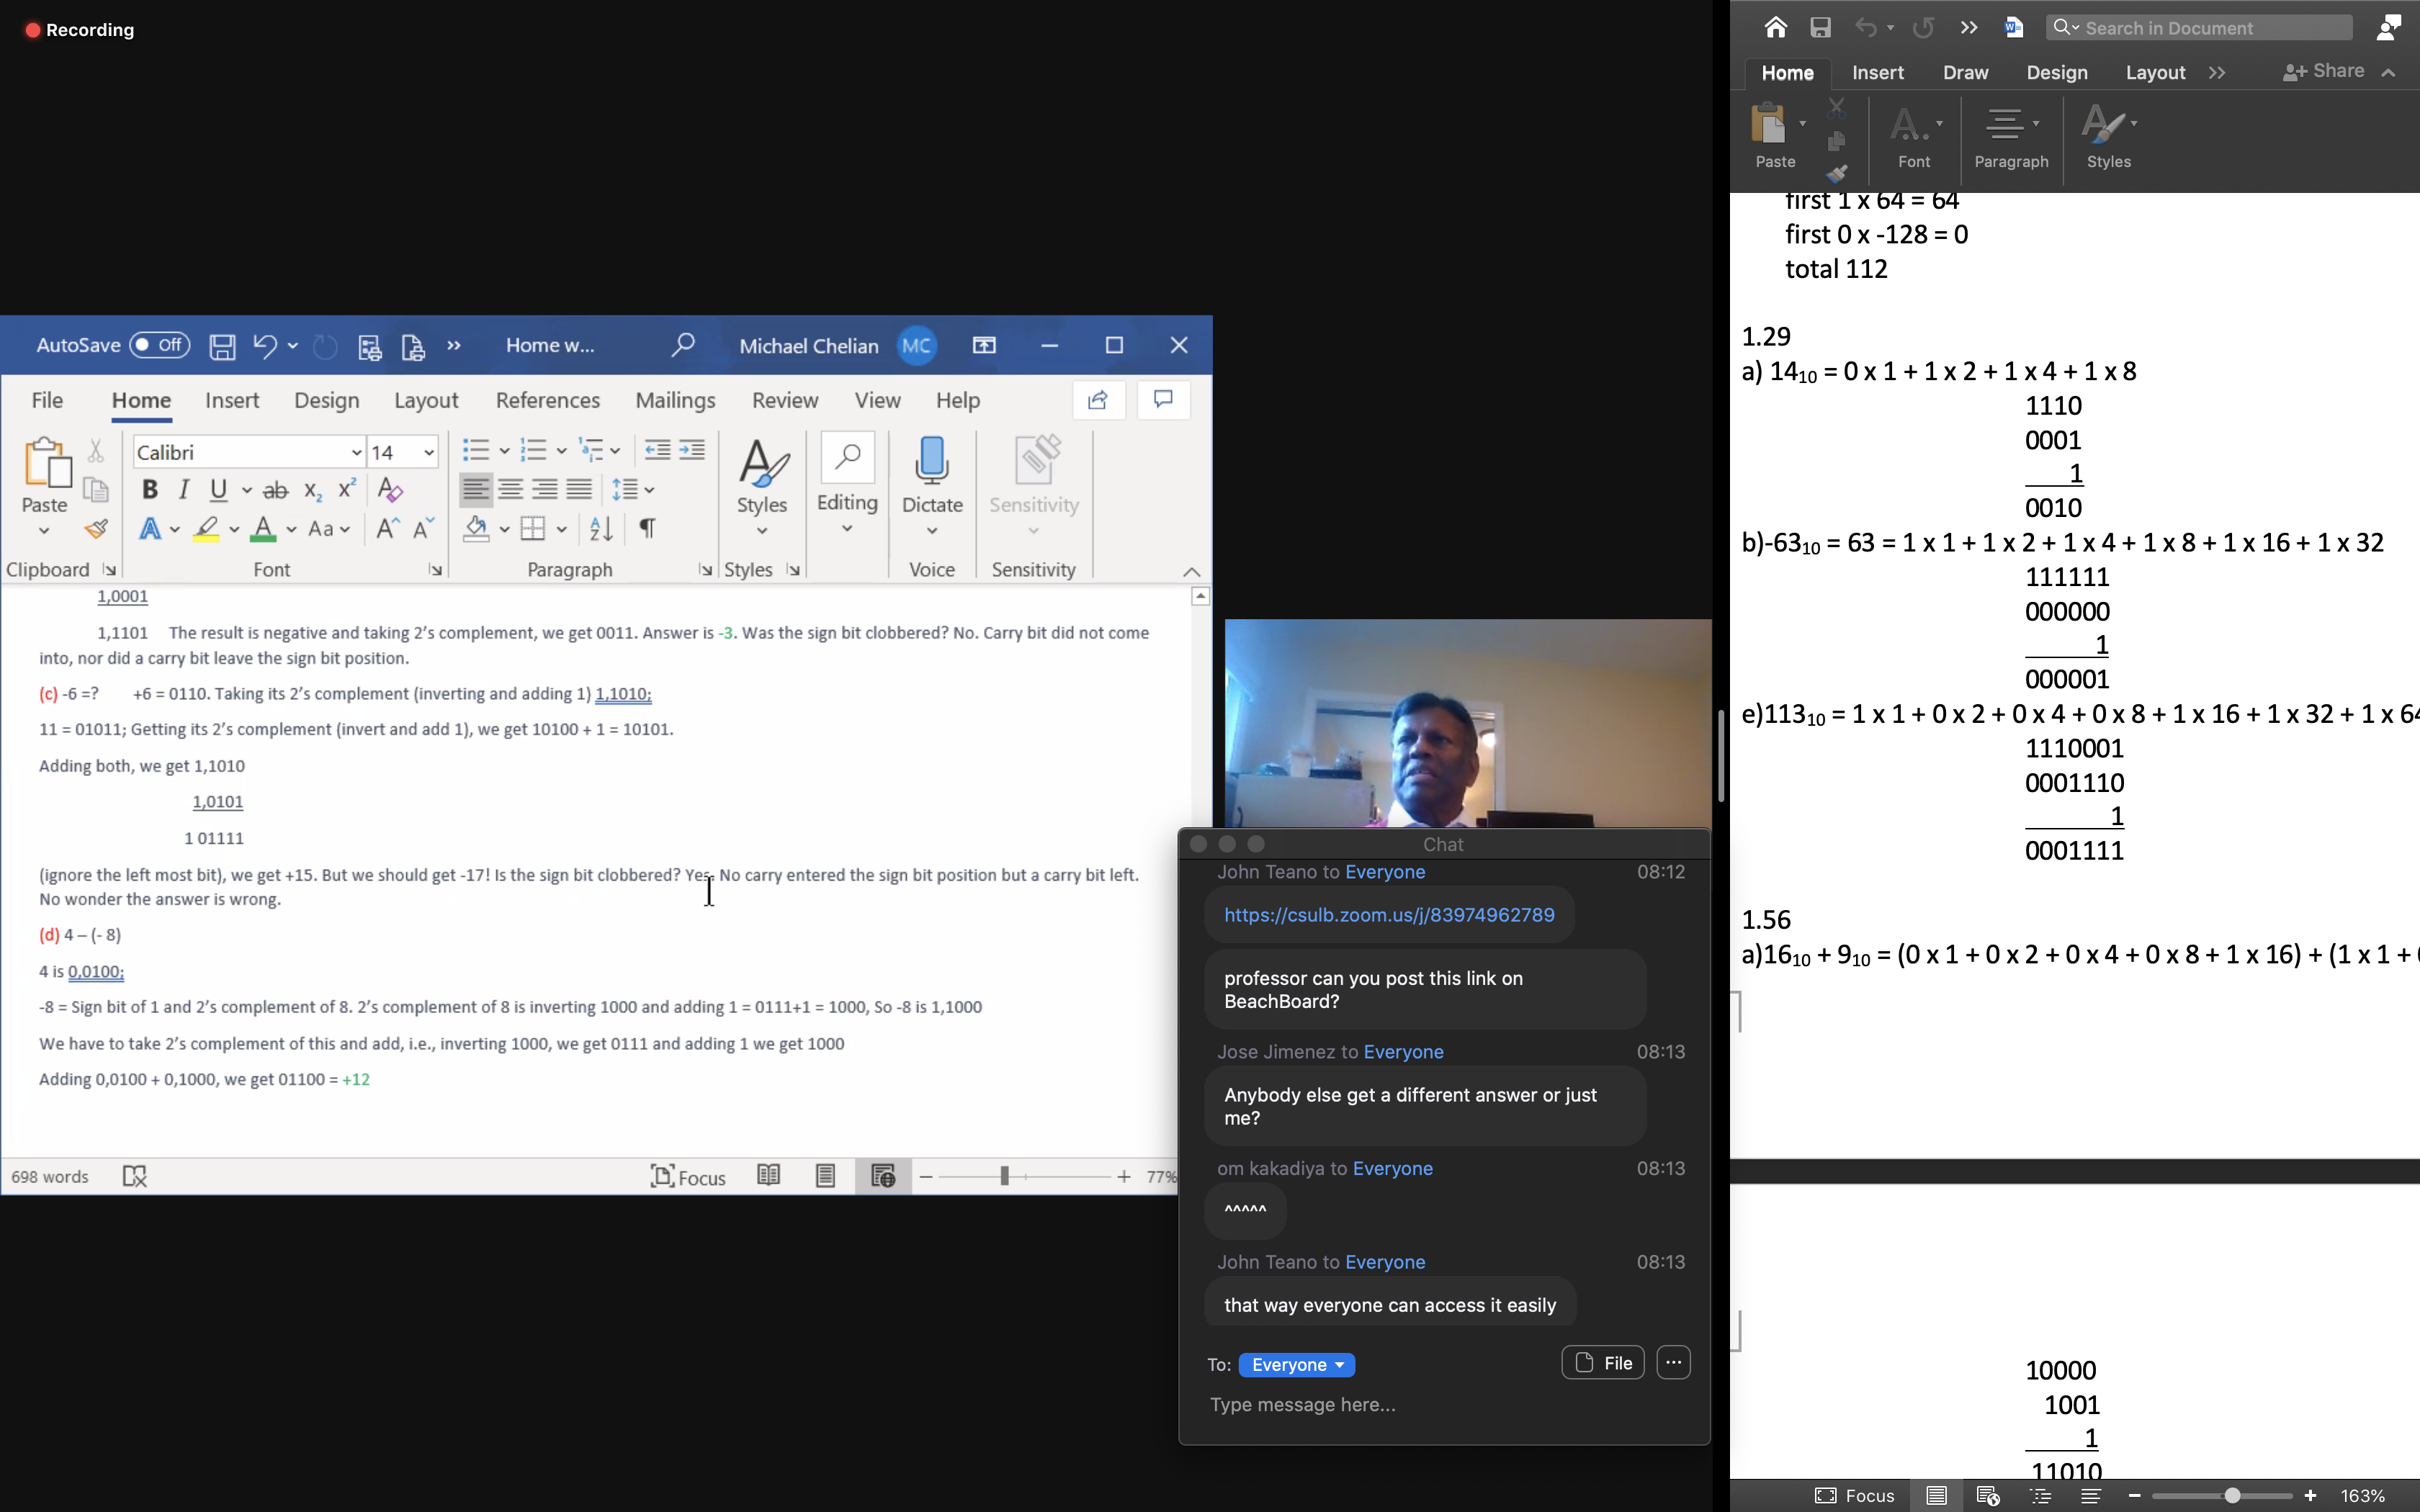 Recording
AutoSave Off Home w... Michael Chelian MC
File Home Insert Design Layout References Mailings Review View Help
Calibri 14
Paste
B I U ab x₂ x² A
A A Aa A^ Aˇ
Styles Editing Dictate Sensitivity
Clipboard Font Paragraph Styles Voice Sensitivity
1,0001
1,1101 The result is negative and taking 2's complement, we get 0011. Answer is -3. Was the sign bit clobbered? No. Carry bit did not come
into, nor did a carry bit leave the sign bit position.
(c) -6 =? +6 = 0110. Taking its 2's complement (inverting and adding 1) 1,1010;
11 = 01011; Getting its 2's complement (invert and add 1), we get 10100 + 1 = 10101.
Adding both, we get 1,1010
1,0101
1 01111
(ignore the left most bit), we get +15. But we should get -17! Is the sign bit clobbered? Yes. No carry entered the sign bit position but a carry bit left.
No wonder the answer is wrong.
(d) 4 – (- 8)
4 is 0,0100;
-8 = Sign bit of 1 and 2's complement of 8. 2's complement of 8 is inverting 1000 and adding 1 = 0111+1 = 1000, So -8 is 1,1000
We have to take 2's complement of this and add, i.e., inverting 1000, we get 0111 and adding 1 we get 1000
Adding 0,0100 + 0,1000, we get 01100 = +12
698 words Focus 77%
Chat
John Teano to Everyone 08:12
https://csulb.zoom.us/j/83974962789
professor can you post this link on
BeachBoard?
Jose Jimenez to Everyone 08:13
Anybody else get a different answer or just
me?
om kakadiya to Everyone 08:13
^^^^^
John Teano to Everyone 08:13
that way everyone can access it easily
To: Everyone File
Type message here...
Search in Document
Home Insert Draw Design Layout Share
Paste Font Paragraph Styles
first 1 x 64 = 64
first 0 x -128 = 0
total 112
1.29
a) 14₁₀ = 0 x 1 + 1 x 2 + 1 x 4 + 1 x 8
1110
0001
1
0010
b)-63₁₀ = 63 = 1 x 1 + 1 x 2 + 1 x 4 + 1 x 8 + 1 x 16 + 1 x 32
111111
000000
1
000001
e)113₁₀ = 1 x 1 + 0 x 2 + 0 x 4 + 0 x 8 + 1 x 16 + 1 x 32 + 1 x 64
1110001
0001110
1
0001111
1.56
a)16₁₀ + 9₁₀ = (0 x 1 + 0 x 2 + 0 x 4 + 0 x 8 + 1 x 16) + (1 x 1 +
10000
1001
1
11010
Focus 163%